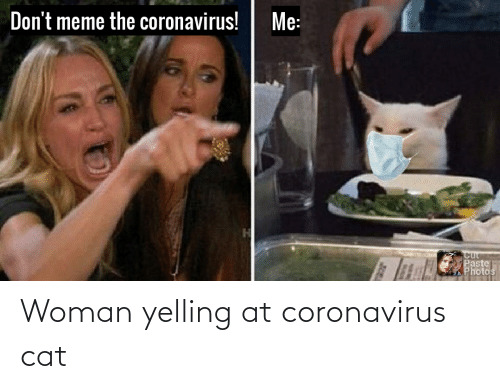 Don't meme the coronavirus!
Me:
Cut
Paste
Photos
Woman yelling at coronavirus
cat